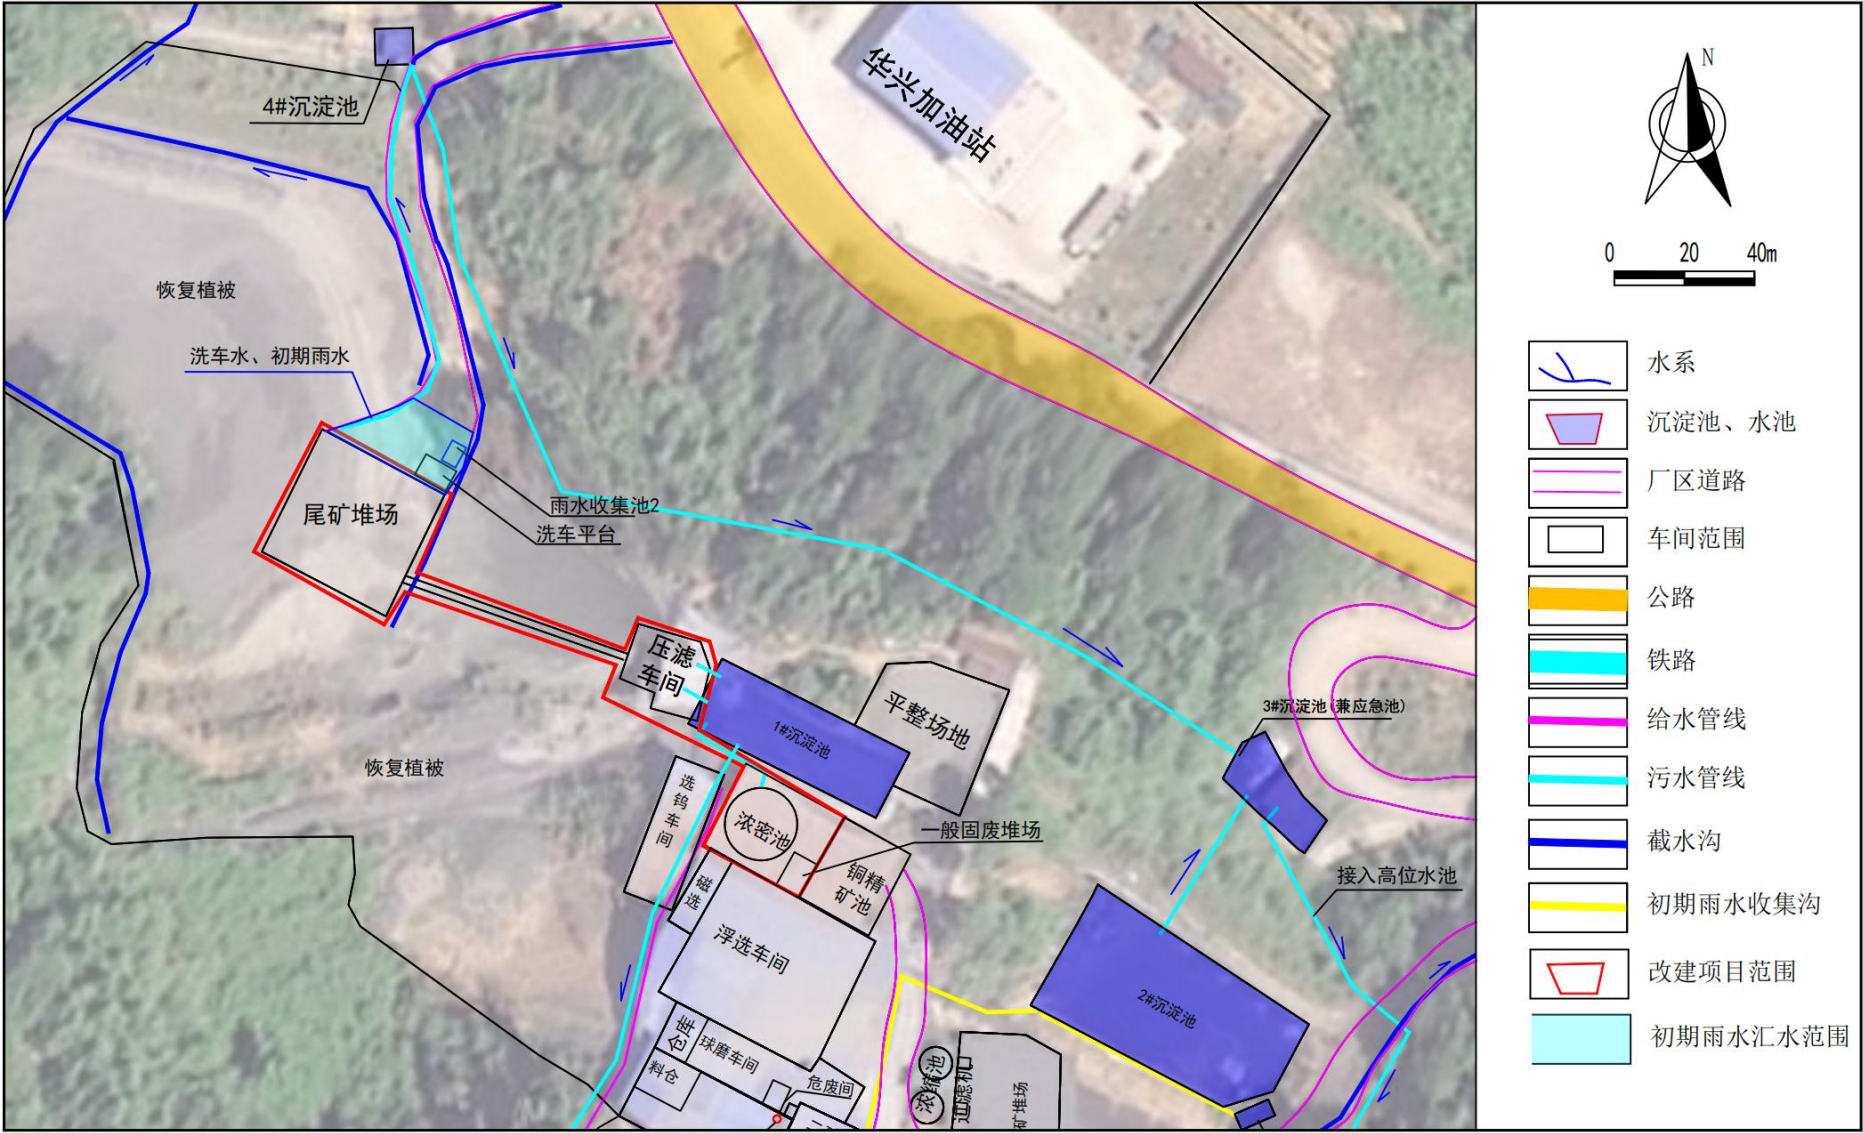 4#沉淀池
华兴加油站
恢复植被
洗车水、初期雨水
尾矿堆场
雨水收集池2
洗车平台
压滤
车间
1#沉淀池
平整场地
3#沉淀池(兼应急池)
恢复植被
选钨车间
浓密池
一般固废堆场
铜精
矿池
磁选
浮选车间
接入高位水池
2#沉淀池
球磨车间
料仓
危废间
浓缩池
矿堆场
N
0 20 40m
水系
沉淀池、水池
厂区道路
车间范围
公路
铁路
给水管线
污水管线
截水沟
初期雨水收集沟
改建项目范围
初期雨水汇水范围